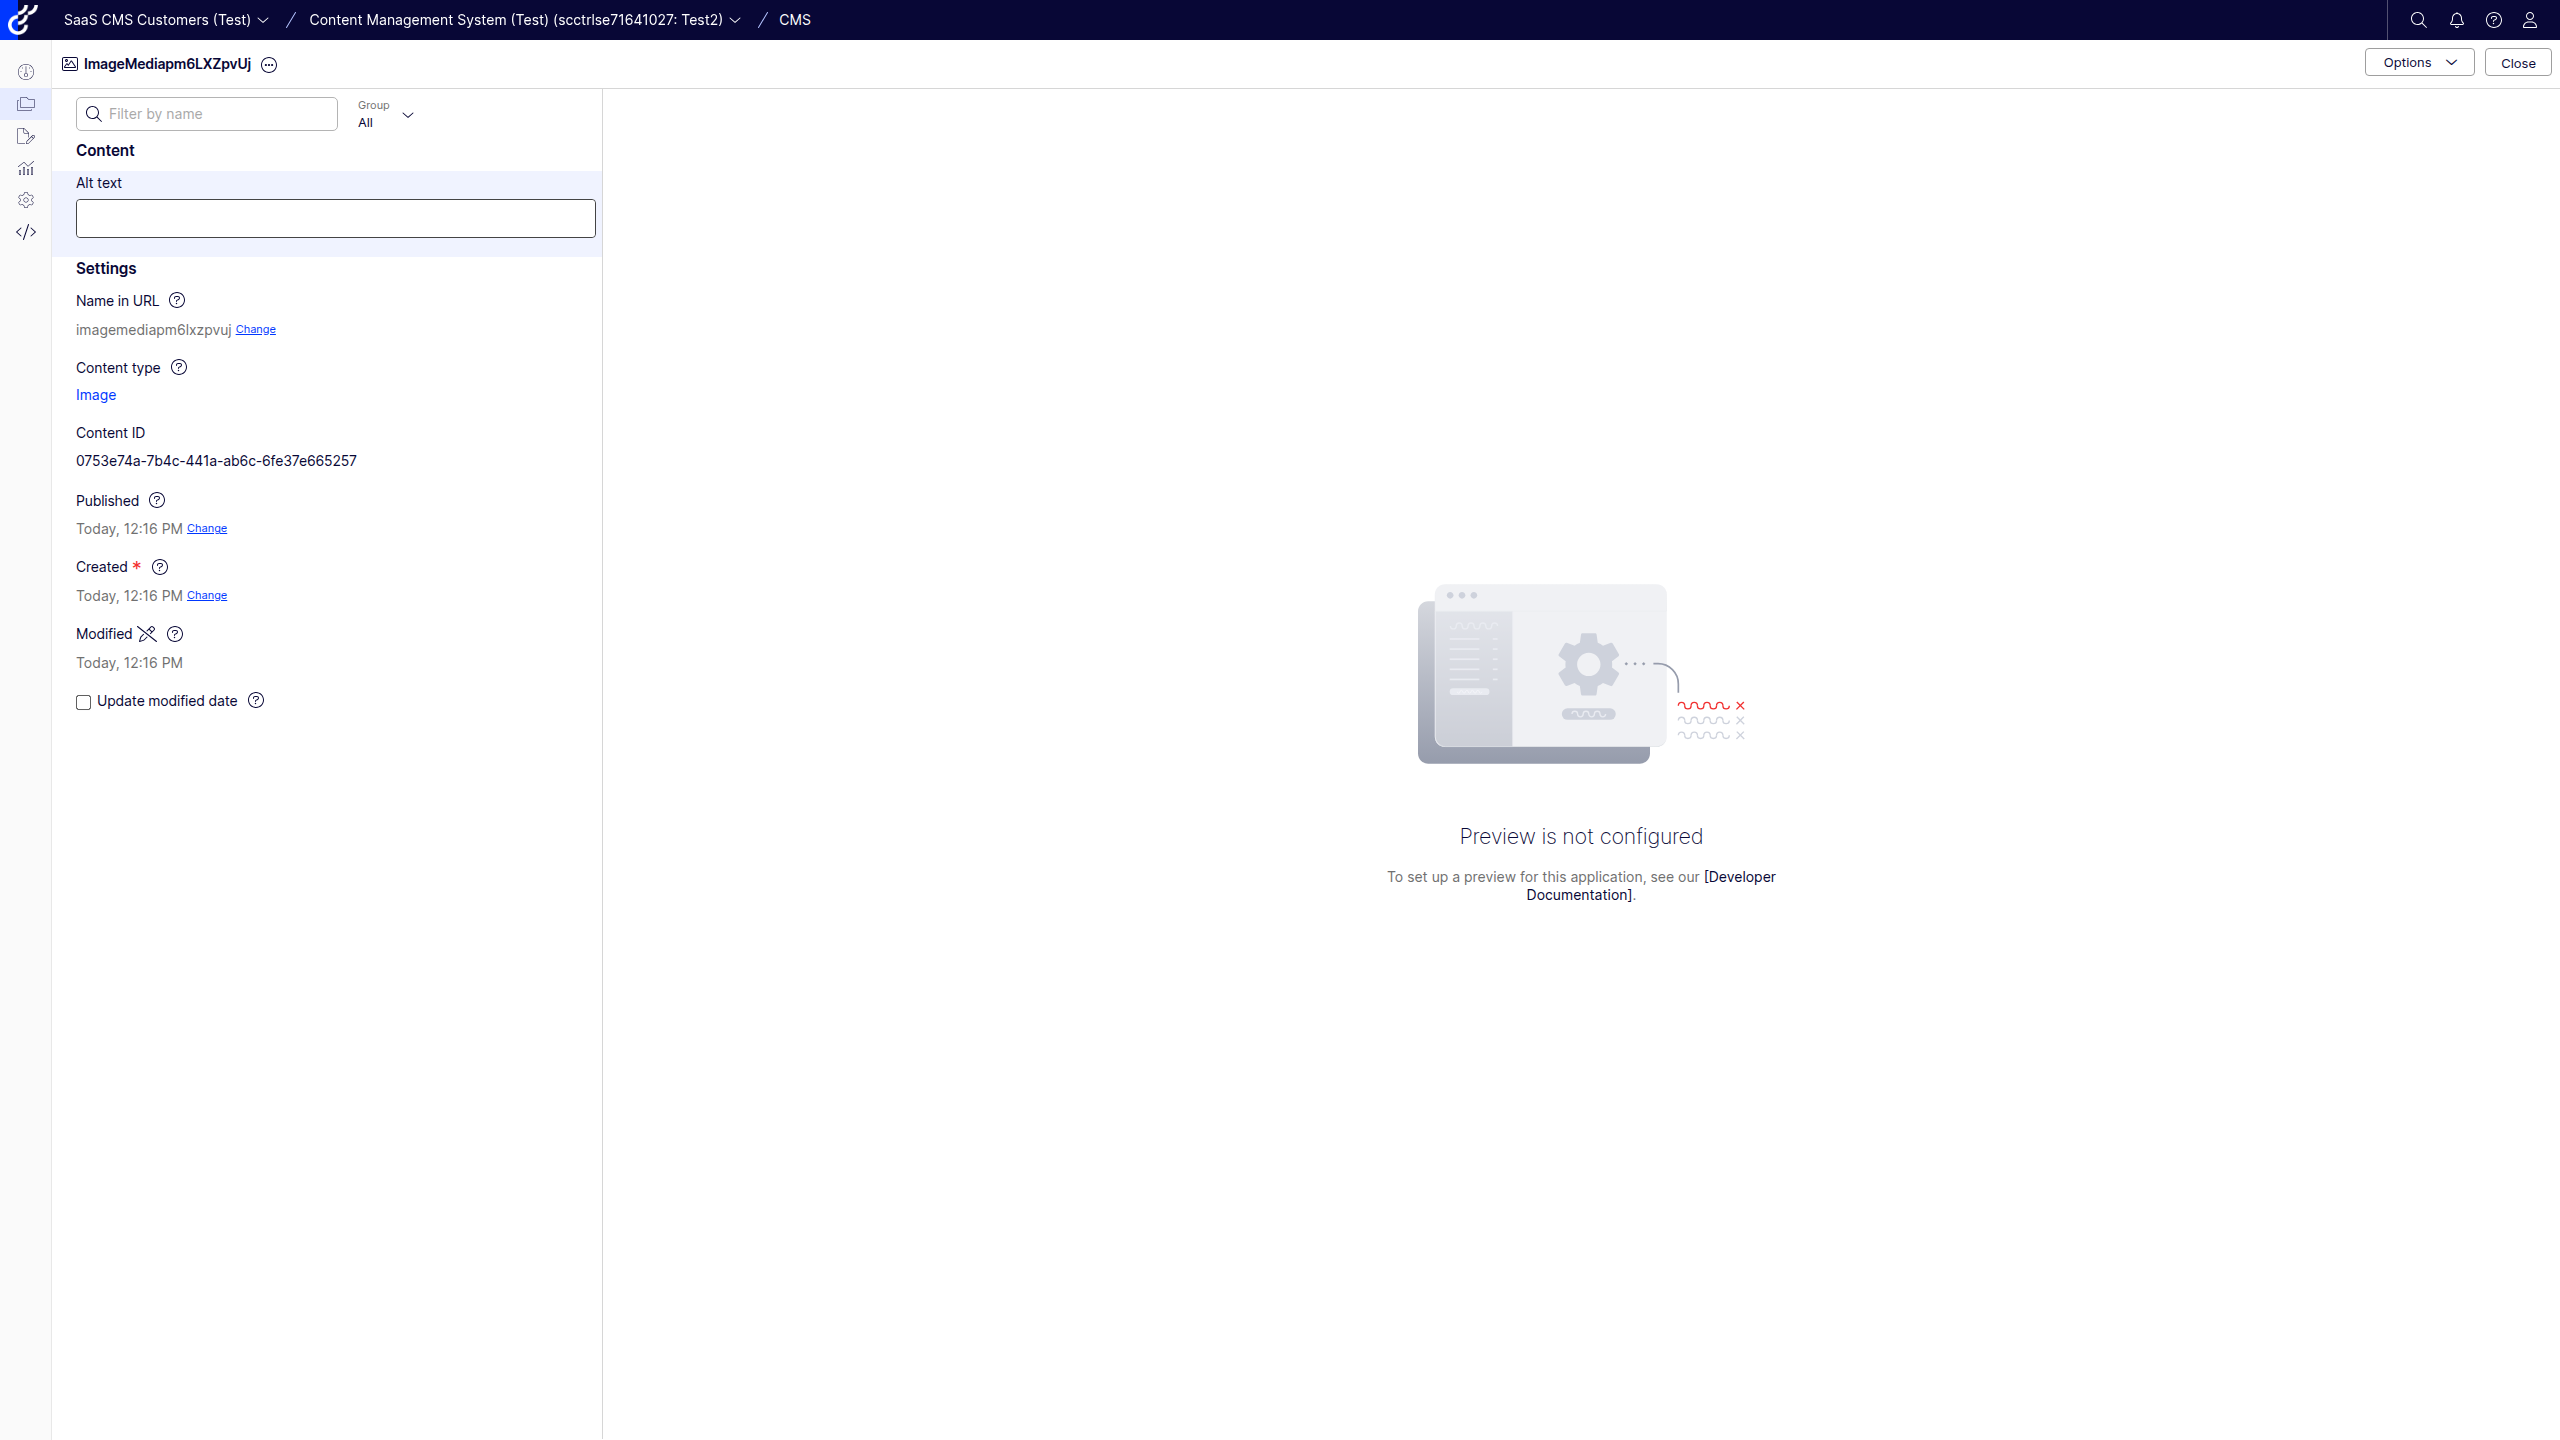 SaaS CMS Customers (Test) / Content Management System (Test) (scctrlse71641027: Test2) / CMS
ImageMediapm6LXZpvUj
Options
Close
Filter by name
Group
All
Content
Alt text
Settings
Name in URL
imagemediapm6lxzpvuj Change
Content type
Image
Content ID
0753e74a-7b4c-441a-ab6c-6fe37e665257
Published
Today, 12:16 PM Change
Created *
Today, 12:16 PM Change
Modified
Today, 12:16 PM
Update modified date
Preview is not configured
To set up a preview for this application, see our [Developer
Documentation].